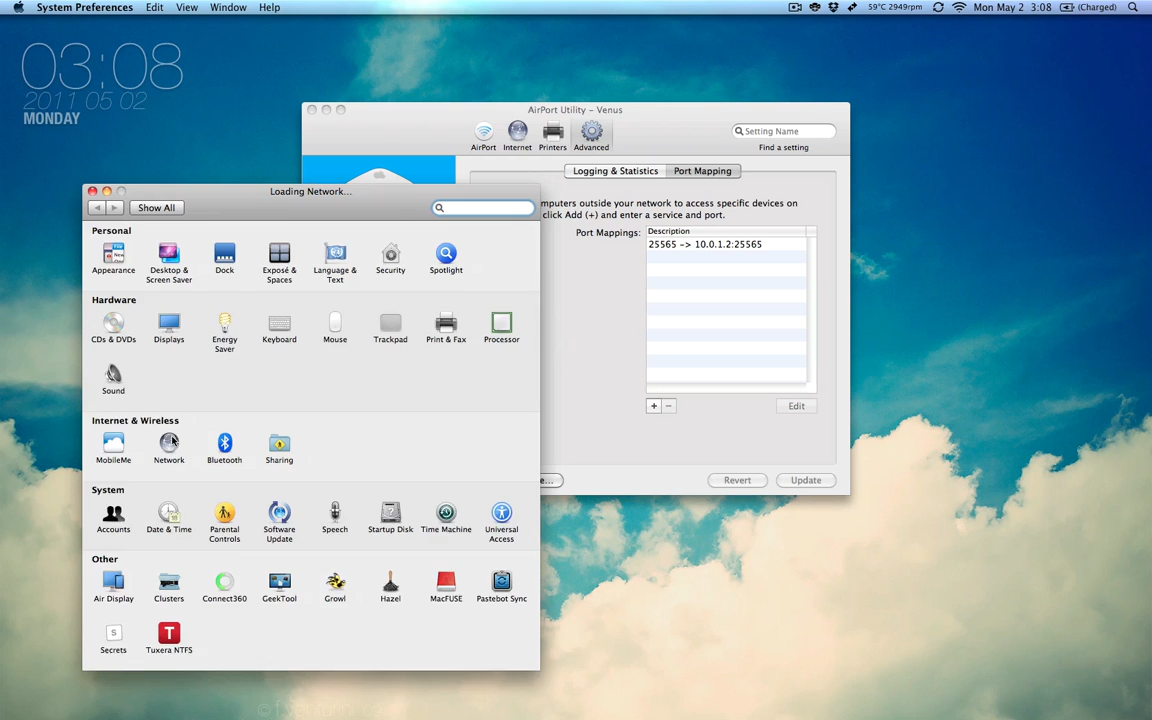 System Preferences Edit View Window Help
59°C 2949rpm Mon May 2 3:08 (Charged)
03:08
2011 05 02
MONDAY
AirPort Utility – Venus
AirPort Internet Printers Advanced
Setting Name
Find a setting
Logging & Statistics Port Mapping
mputers outside your network to access specific devices on
click Add (+) and enter a service and port.
Port Mappings:
Description
25565 –> 10.0.1.2:25565
+ − Edit
e... Revert Update
Loading Network...
Show All
Personal
Appearance
Desktop & Screen Saver
Dock
Exposé & Spaces
Language & Text
Security
Spotlight
Hardware
CDs & DVDs
Displays
Energy Saver
Keyboard
Mouse
Trackpad
Print & Fax
Processor
Sound
Internet & Wireless
MobileMe
Network
Bluetooth
Sharing
System
Accounts
Date & Time
Parental Controls
Software Update
Speech
Startup Disk
Time Machine
Universal Access
Other
Air Display
Clusters
Connect360
GeekTool
Growl
Hazel
MacFUSE
Pastebot Sync
Secrets
Tuxera NTFS